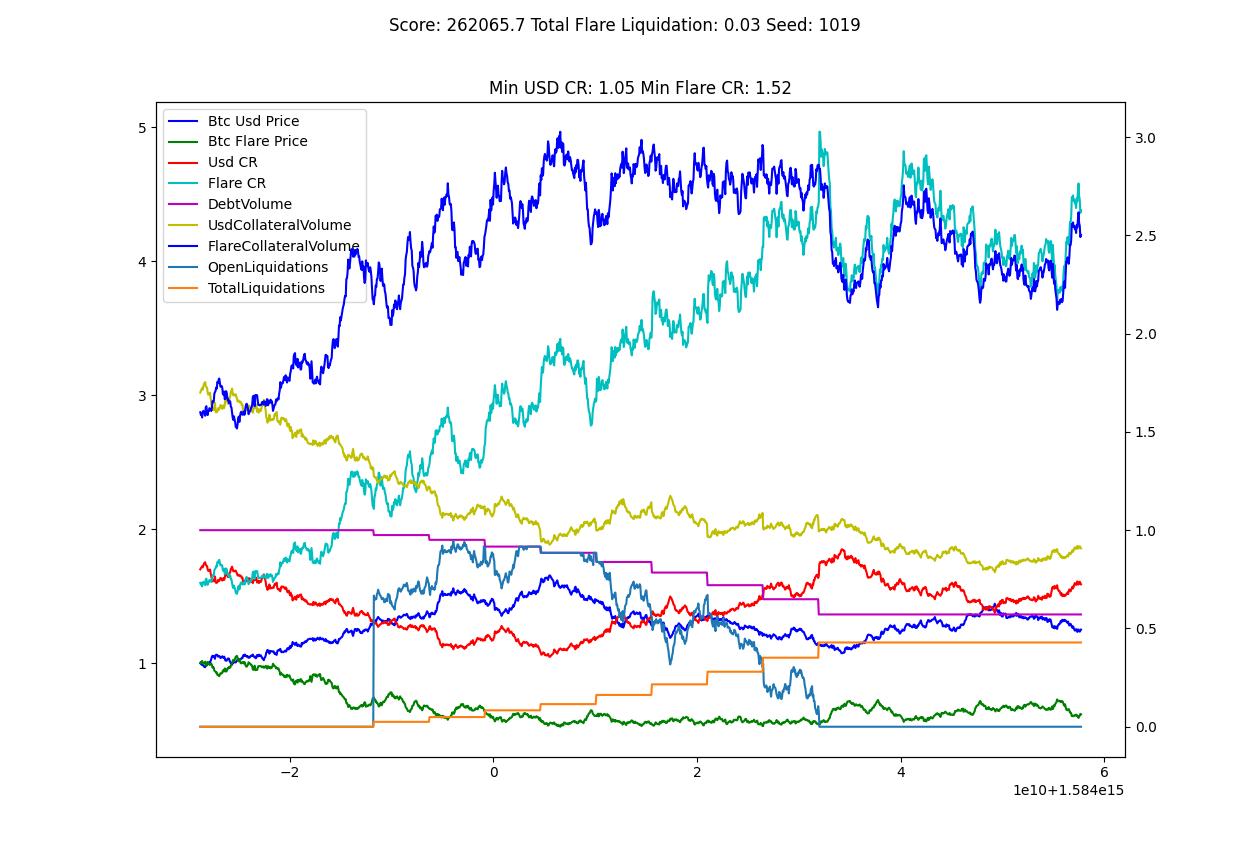 Score: 262065.7 Total Flare Liquidation: 0.03 Seed: 1019
Min USD CR: 1.05 Min Flare CR: 1.52
Btc Usd Price
Btc Flare Price
Usd CR
Flare CR
DebtVolume
UsdCollateralVolume
FlareCollateralVolume
OpenLiquidations
TotalLiquidations
5
4
3
2
1
3.0
2.5
2.0
1.5
1.0
0.5
0.0
−2
0
2
4
6
1e10+1.584e15